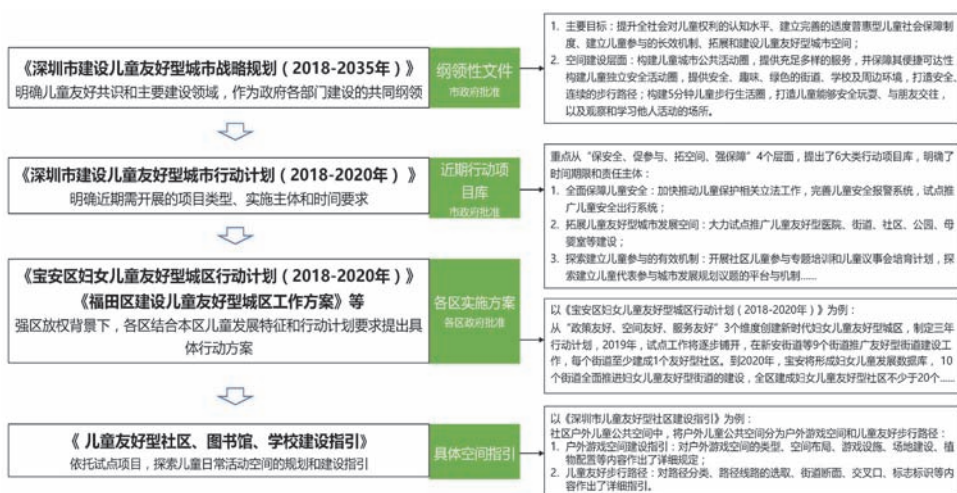 《深圳市建设儿童友好型城市战略规划（2018-2035年）》
明确儿童友好共识和主要建设领域，作为政府各部门建设的共同纲领
纲领性文件
市政府批准
1. 主要目标：提升全社会对儿童权利的认知水平、建立完善的适度普惠型儿童社会保障制
度、建立儿童参与的长效机制、拓展和建设儿童友好型城市空间；
2. 空间建设层面：构建儿童城市公共活动圈，提供充足多样的服务，并保障其便捷可达性
构建儿童独立安全活动圈，提供安全、趣味、绿色的街道、学校及周边环境，打造安全、
连续的步行路径；构建5分钟儿童步行生活圈，打造儿童能够安全玩耍、与朋友交往，
以及观察和学习他人活动的场所。
《深圳市建设儿童友好型城市行动计划（2018-2020年）》
明确近期需开展的项目类型、实施主体和时间要求
近期行动项
目库
市政府批准
重点从“保安全、促参与、拓空间、强保障”4个层面，提出了6大类行动项目库，明确了
时间期限和责任主体：
1. 全面保障儿童安全：加快推动儿童保护相关立法工作，完善儿童安全报警系统，试点推
广儿童安全出行系统；
2. 拓展儿童友好型城市发展空间：大力试点推广儿童友好型医院、街道、社区、公园、母
婴室等建设；
3. 探索建立儿童参与的有效机制：开展社区儿童参与专题培训和儿童议事会培育计划，探
索建立儿童代表参与城市发展规划议题的平台与机制......
《宝安区妇女儿童友好型城区行动计划（2018-2020年）》
《福田区建设儿童友好型城区工作方案》等
强区放权背景下，各区结合本区儿童发展特征和行动计划要求提出具
体行动方案
各区实施方案
各区政府批准
以《宝安区妇女儿童友好型城区行动计划（2018-2020年）》为例：
从“政策友好、空间友好、服务友好”3个维度创建新时代妇女儿童友好型城区，制定三年
行动计划，2019年，试点工作将逐步铺开，在新安街道等9个街道推广友好型街道建设工
作，每个街道至少建成1个友好型社区。到2020年，宝安将形成妇女儿童发展数据库， 10
个街道全面推进妇女儿童友好型街道的建设，全区建成妇女儿童友好型社区不少于20个......
《 儿童友好型社区、图书馆、学校建设指引》
依托试点项目，探索儿童日常活动空间的规划和建设指引
具体空间指引
以《深圳市儿童友好型社区建设指引》为例：
社区户外儿童公共空间中，将户外儿童公共空间分为户外游戏空间和儿童友好步行路径：
1. 户外游戏空间建设指引：对户外游戏空间的类型、空间布局、游戏设施、场地建设、植
物配置等内容作出了详细规定；
2. 儿童友好步行路径：对路径分类、路径线路的选取、街道断面、交叉口、标志标识等内
容作出了详细指引。